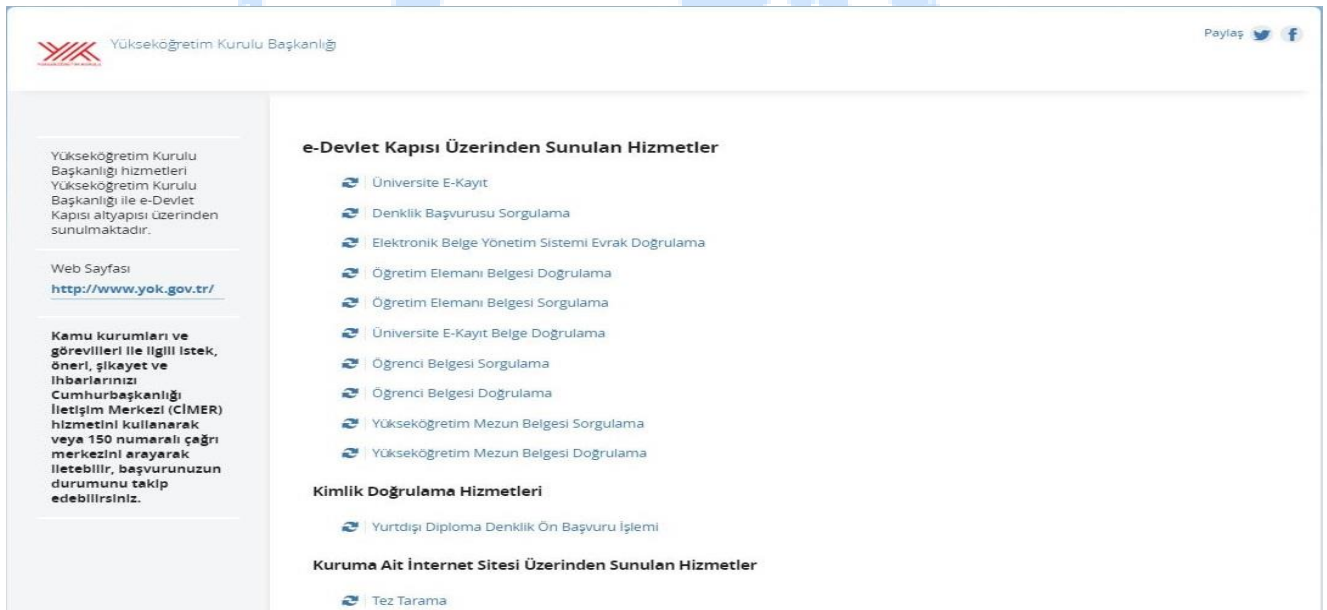 Yükseköğretim Kurulu Başkanlığı
Paylaş
Yükseköğretim Kurulu
Başkanlığı hizmetleri
Yükseköğretim Kurulu
Başkanlığı ile e-Devlet
Kapısı altyapısı üzerinden
sunulmaktadır.
Web Sayfası
http://www.yok.gov.tr/
Kamu kurumları ve
görevlileri ile ilgili istek,
öneri, şikayet ve
ihbarlarınızı
Cumhurbaşkanlığı
İletişim Merkezi (CİMER)
hizmetini kullanarak
veya 150 numaralı çağrı
merkezini arayarak
iletebilir, başvurunuzun
durumunu takip
edebilirsiniz.
e-Devlet Kapısı Üzerinden Sunulan Hizmetler
Üniversite E-Kayıt
Denklik Başvurusu Sorgulama
Elektronik Belge Yönetim Sistemi Evrak Doğrulama
Öğretim Elemanı Belgesi Doğrulama
Öğretim Elemanı Belgesi Sorgulama
Üniversite E-Kayıt Belge Doğrulama
Öğrenci Belgesi Sorgulama
Öğrenci Belgesi Doğrulama
Yükseköğretim Mezun Belgesi Sorgulama
Yükseköğretim Mezun Belgesi Doğrulama
Kimlik Doğrulama Hizmetleri
Yurtdışı Diploma Denklik Ön Başvuru İşlemi
Kuruma Ait İnternet Sitesi Üzerinden Sunulan Hizmetler
Tez Tarama